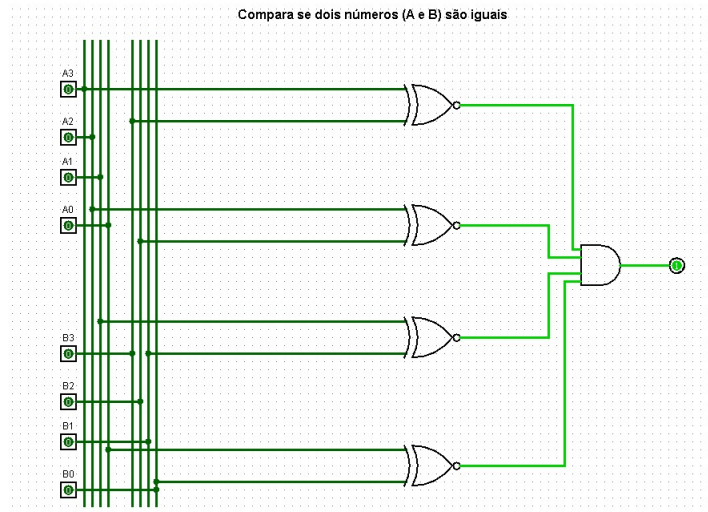 Compara se dois números (A e B) são iguais
A3
0
A2
0
A1
0
A0
0
1
B3
0
B2
0
B1
0
B0
0